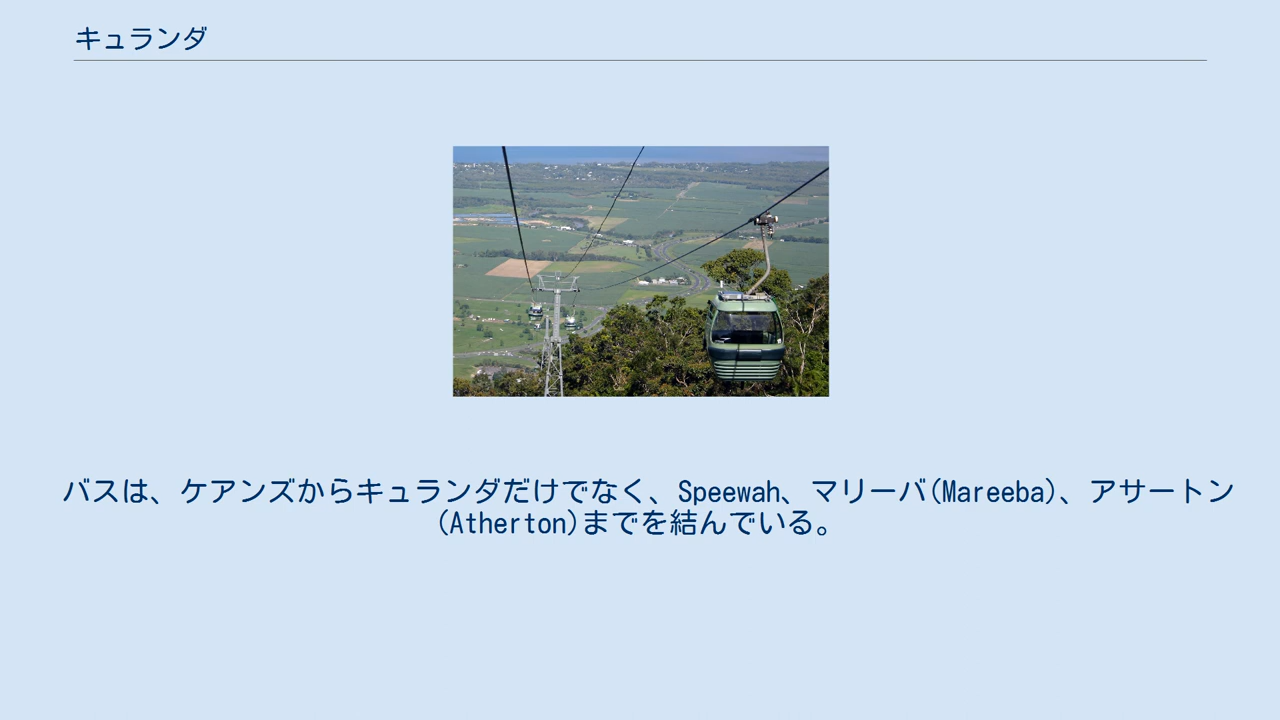 キュランダ
バスは、ケアンズからキュランダだけでなく、Speewah、マリーバ(Mareeba)、アサートン
(Atherton)までを結んでいる。